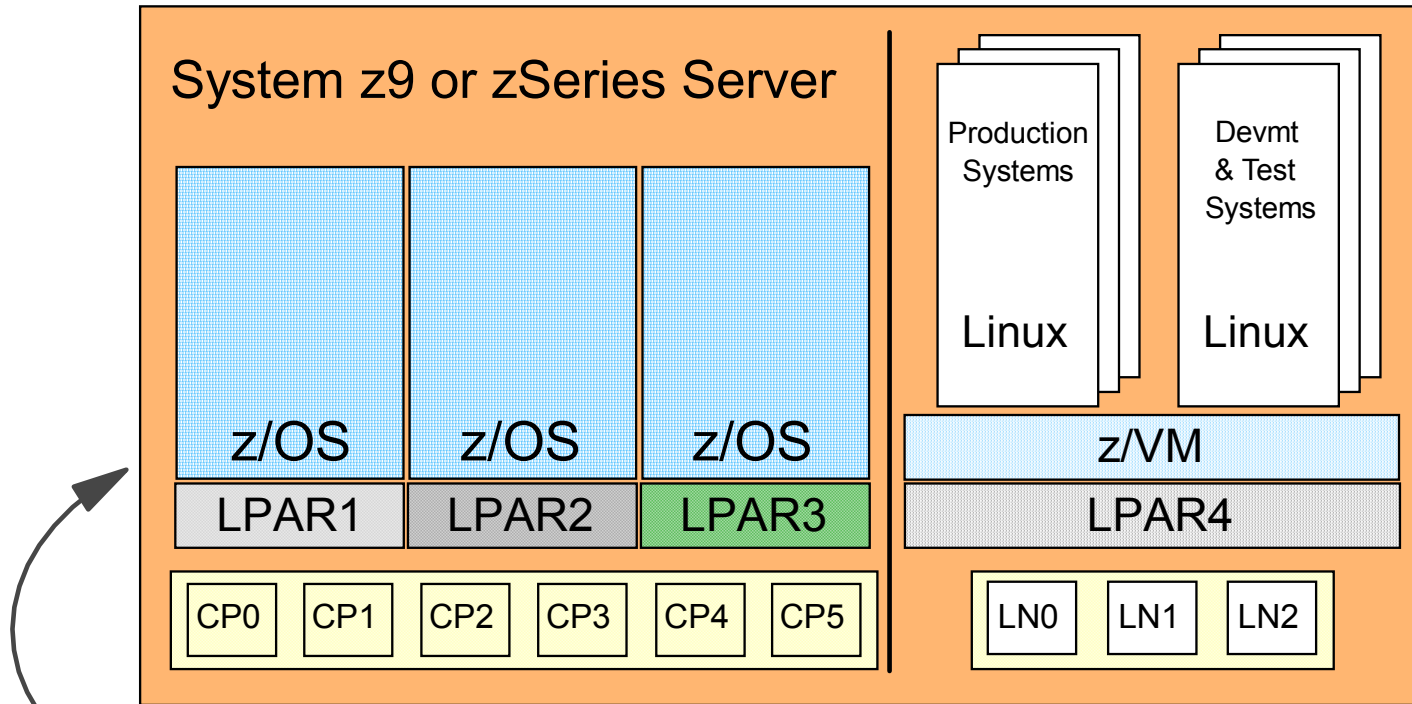 System z9 or zSeries Server
Production
Systems
Linux
Devmt
& Test
Systems
Linux
z/OS
z/OS
z/OS
z/VM
LPAR1
LPAR2
LPAR3
LPAR4
CP0
CP1
CP2
CP3
CP4
CP5
LN0
LN1
LN2